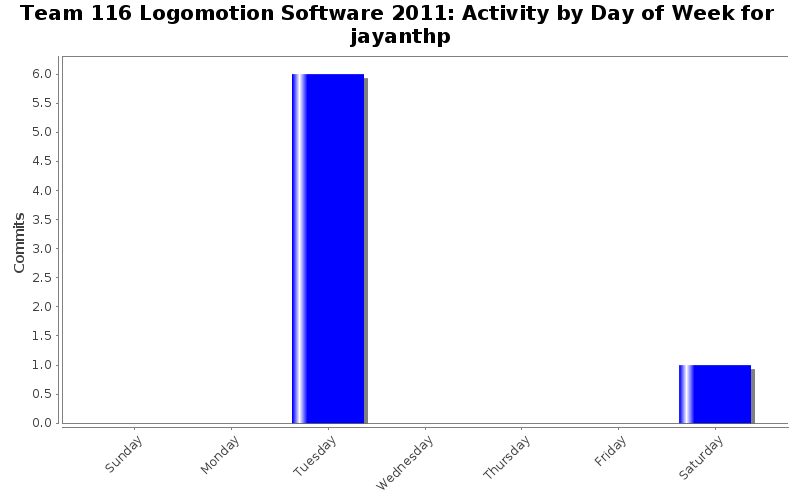 Team 116 Logomotion Software 2011: Activity by Day of Week for
jayanthp
6.0
5.5
5.0
4.5
4.0
3.5
3.0
2.5
2.0
1.5
1.0
0.5
0.0
Commits
Sunday
Monday
Tuesday
Wednesday
Thursday
Friday
Saturday